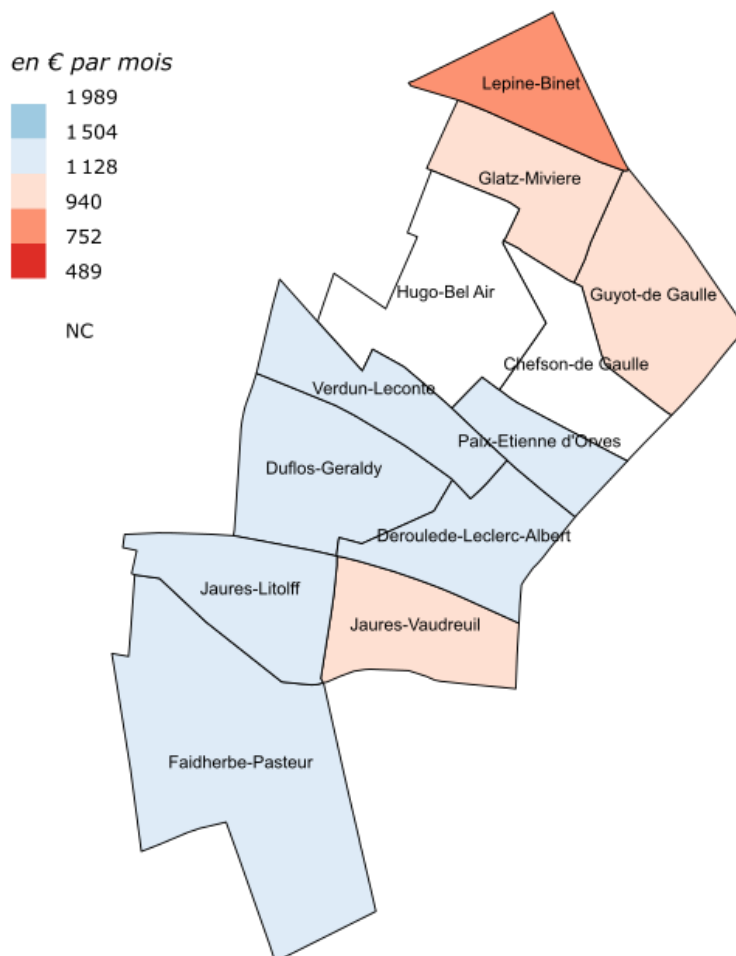 en € par mois
1 989
1 504
1 128
940
752
489
NC
Lepine-Binet
Glatz-Miviere
Hugo-Bel Air
Guyot-de Gaulle
Chefson-de Gaulle
Verdun-Leconte
Paix-Etienne d'Orves
Duflos-Geraldy
Deroulede-Leclerc-Albert
Jaures-Litolff
Jaures-Vaudreuil
Faidherbe-Pasteur